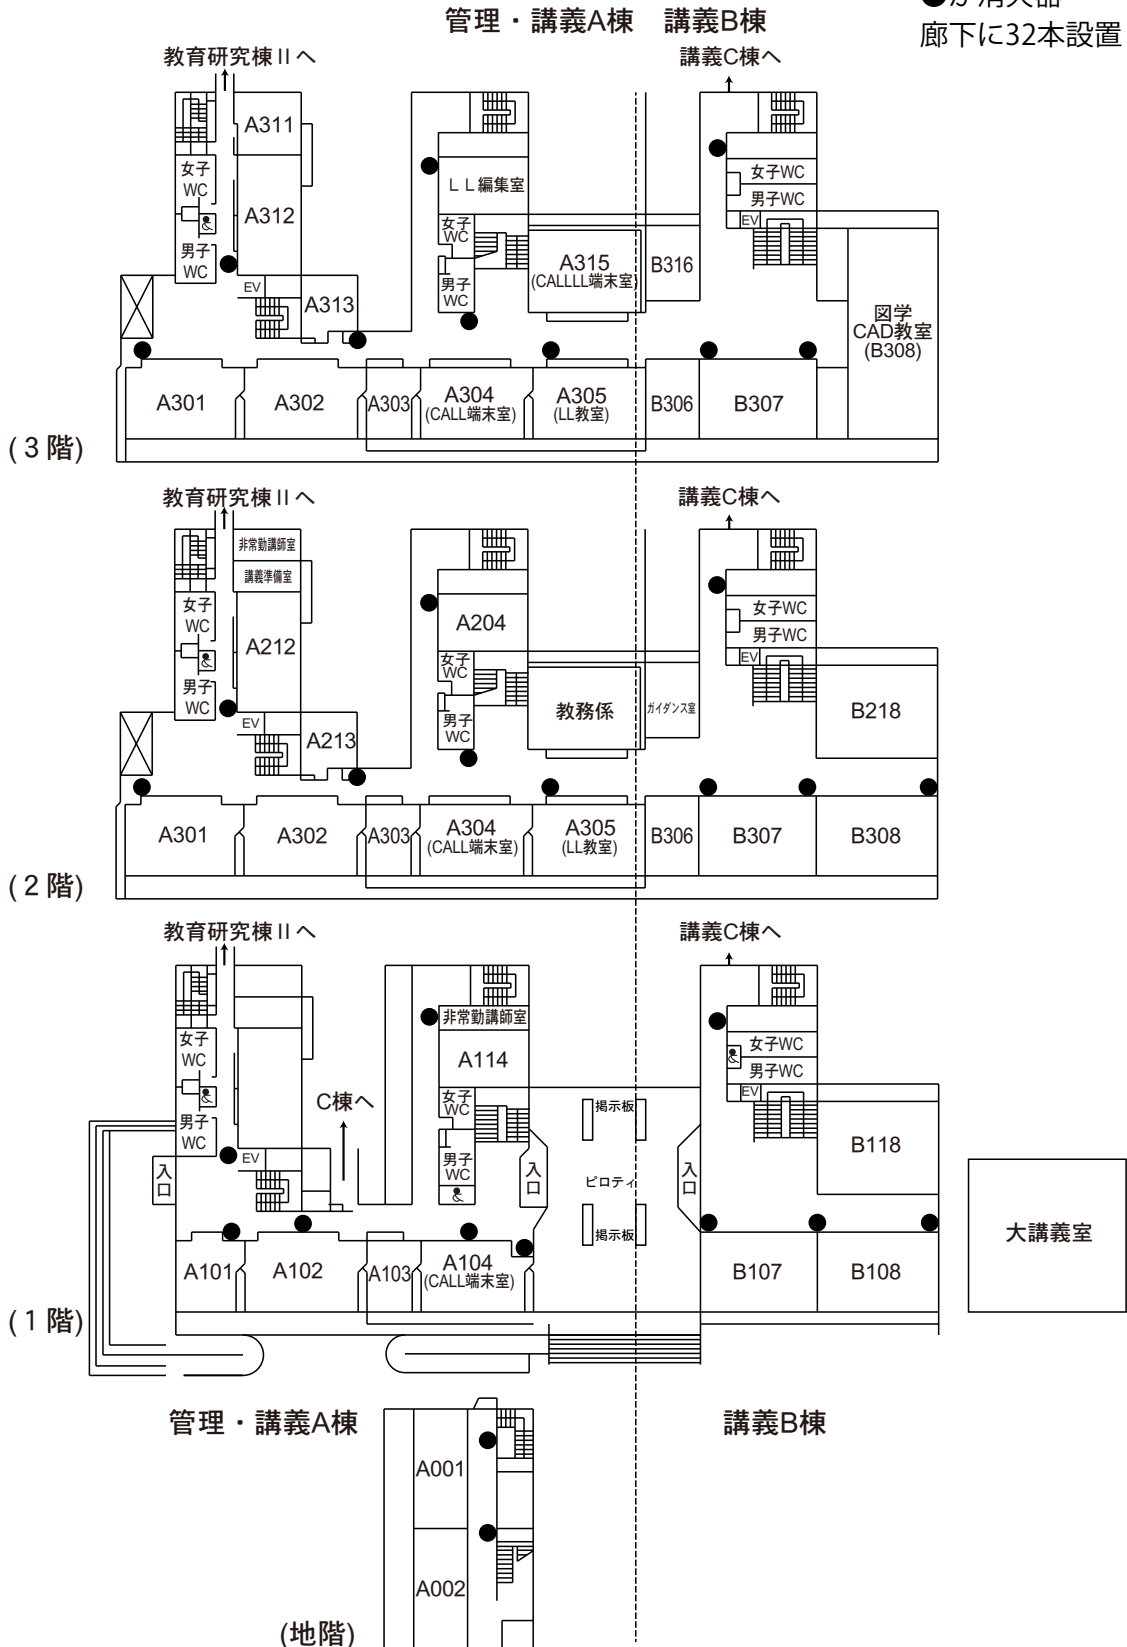 管理・講義A棟　講義B棟
●が消火器
廊下に32本設置
教育研究棟Ⅱへ
講義C棟へ
A311
女子
WC
A312
男子
WC
EV
A313
LL編集室
女子
WC
男子
WC
A315
(CALLLL端末室)
B316
女子WC
男子WC
EV
図学
CAD教室
(B308)
A301
A302
A303
A304
(CALL端末室)
A305
(LL教室)
B306
B307
(3階)
教育研究棟Ⅱへ
講義C棟へ
非常勤講師室
講義準備室
女子
WC
A212
男子
WC
EV
A213
A204
女子
WC
男子
WC
教務係
ガイダンス室
女子WC
男子WC
EV
B218
A301
A302
A303
A304
(CALL端末室)
A305
(LL教室)
B306
B307
B308
(2階)
教育研究棟Ⅱへ
講義C棟へ
女子
WC
男子
WC
入口
EV
C棟へ
非常勤講師室
A114
女子
WC
男子
WC
入口
掲示板
ピロティ
掲示板
入口
女子WC
男子WC
EV
B118
大講義室
A101
A102
A103
A104
(CALL端末室)
B107
B108
(1階)
管理・講義A棟
講義B棟
A001
A002
(地階)